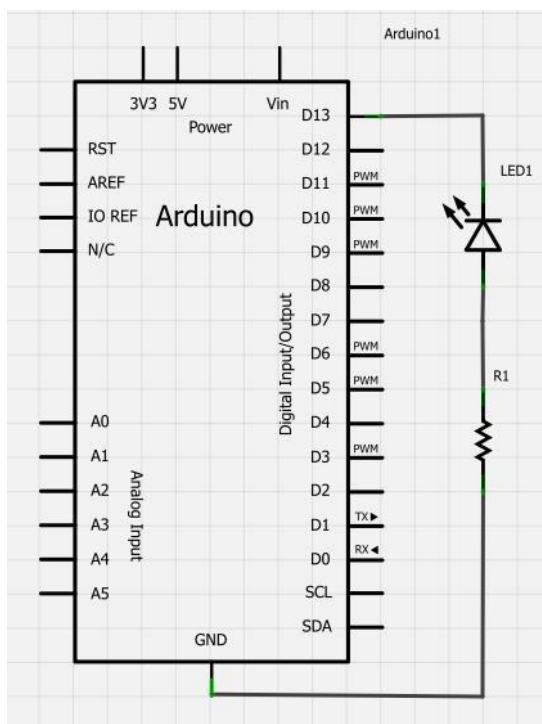 Arduino1
3V3 5V Vin
Power
D13
RST
D12
LED1
AREF
D11 PWM
IO REF
Arduino
D10 PWM
N/C
D9 PWM
D8
D7
Digital Input/Output
D6 PWM
R1
D5 PWM
A0
D4
A1
D3 PWM
A2
D2
Analog Input
A3
D1 TX▶
A4
D0 RX◀
A5
SCL
SDA
GND